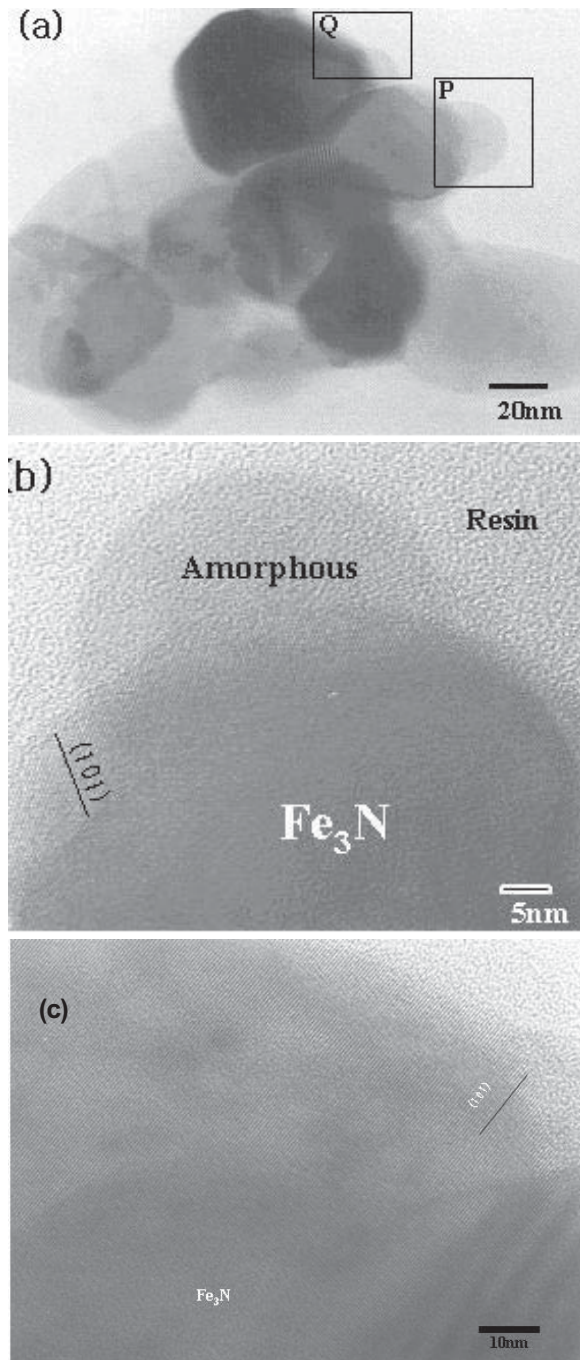 (a)
Q
P
20nm
(b)
Resin
Amorphous
(101)
Fe₃N
5nm
(c)
(101)
Fe₃N
10nm